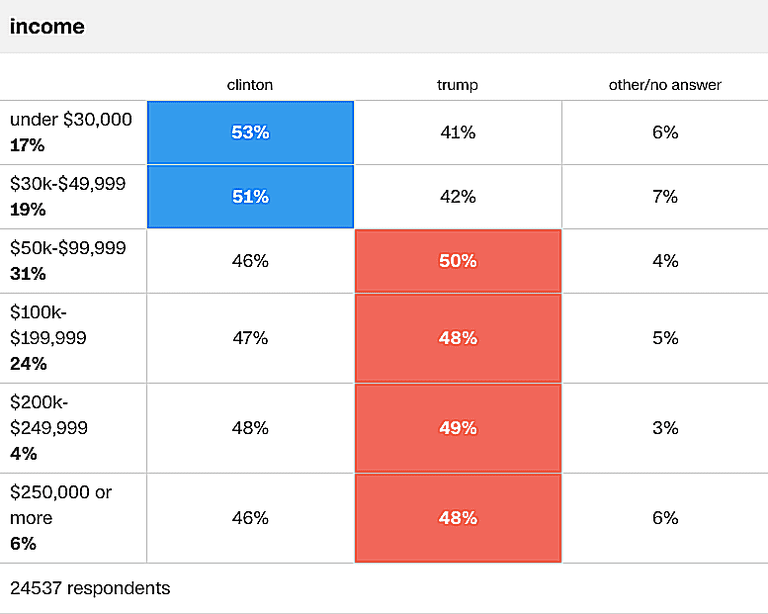 income
clinton trump other/no answer
under $30,000
17% 53% 41% 6%
$30k-$49,999
19% 51% 42% 7%
$50k-$99,999
31% 46% 50% 4%
$100k-
$199,999
24% 47% 48% 5%
$200k-
$249,999
4% 48% 49% 3%
$250,000 or
more
6% 46% 48% 6%
24537 respondents